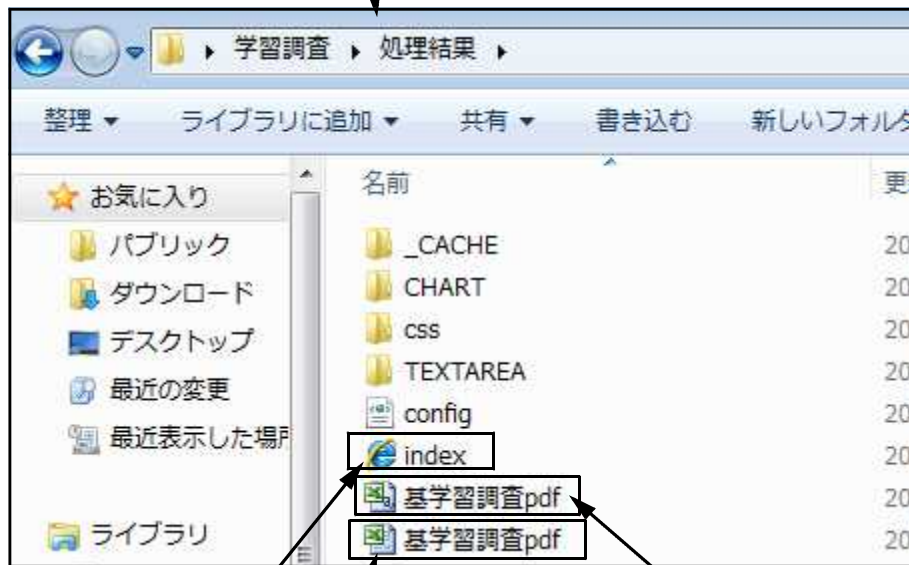 学習調査 処理結果
整理 ライブラリに追加 共有 書き込む 新しいフォルダ
お気に入り
パブリック
ダウンロード
デスクトップ
最近の変更
最近表示した場所
ライブラリ
名前 更
_CACHE 20
CHART 20
css 20
TEXTAREA 20
config 20
index 20
基学習調査pdf 20
基学習調査pdf 20